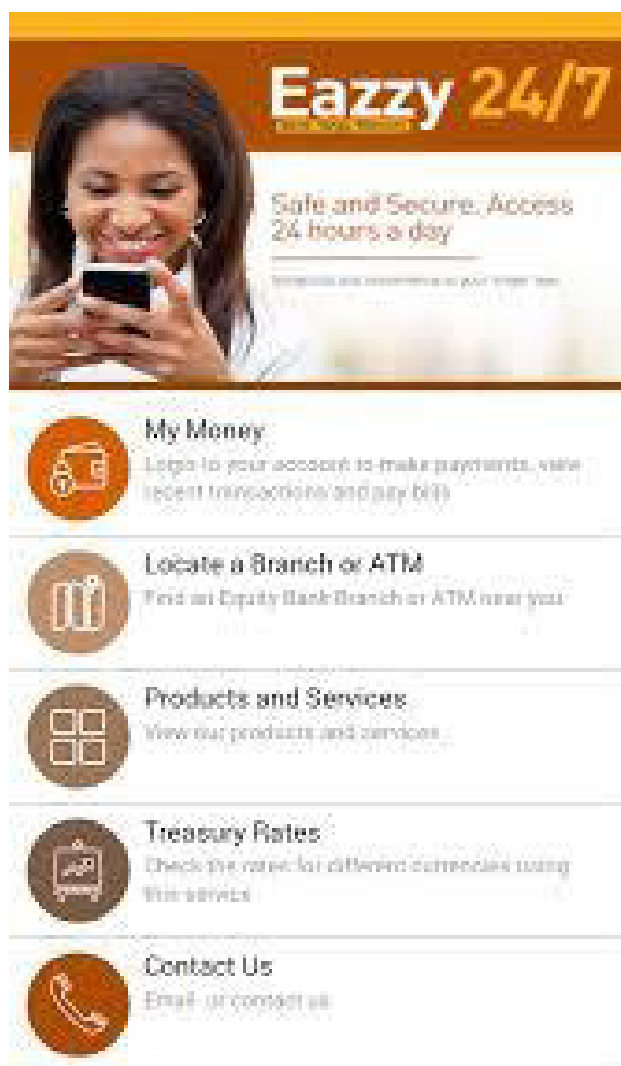 Eazzy 24/7
Safe and Secure. Access
24 hours a day
My Money
Login to your account to make payments, view
recent transactions and pay bills
Locate a Branch or ATM
Find an Equity Bank Branch or ATM near you
Products and Services
View our products and services
Treasury Rates
Check the rates for different currencies using
this service
Contact Us
Email or contact us